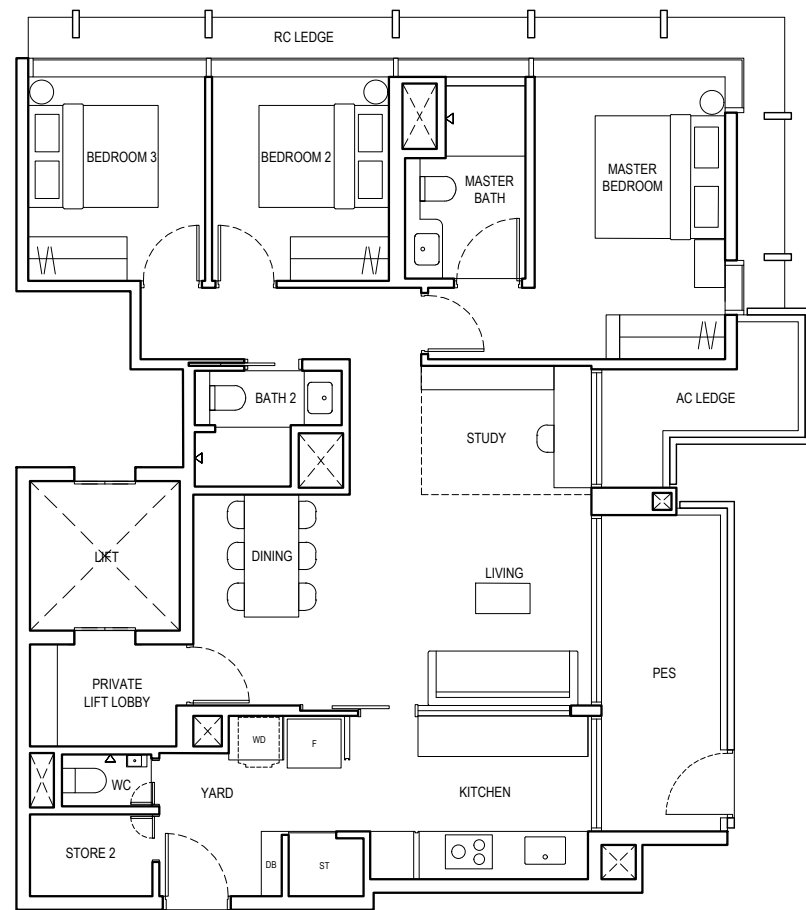 RC LEDGE
BEDROOM 3
BEDROOM 2
MASTER
BATH
MASTER
BEDROOM
BATH 2
STUDY
AC LEDGE
LIFT
DINING
LIVING
PRIVATE
LIFT LOBBY
PES
WD
F
WC
YARD
KITCHEN
STORE 2
DB
ST